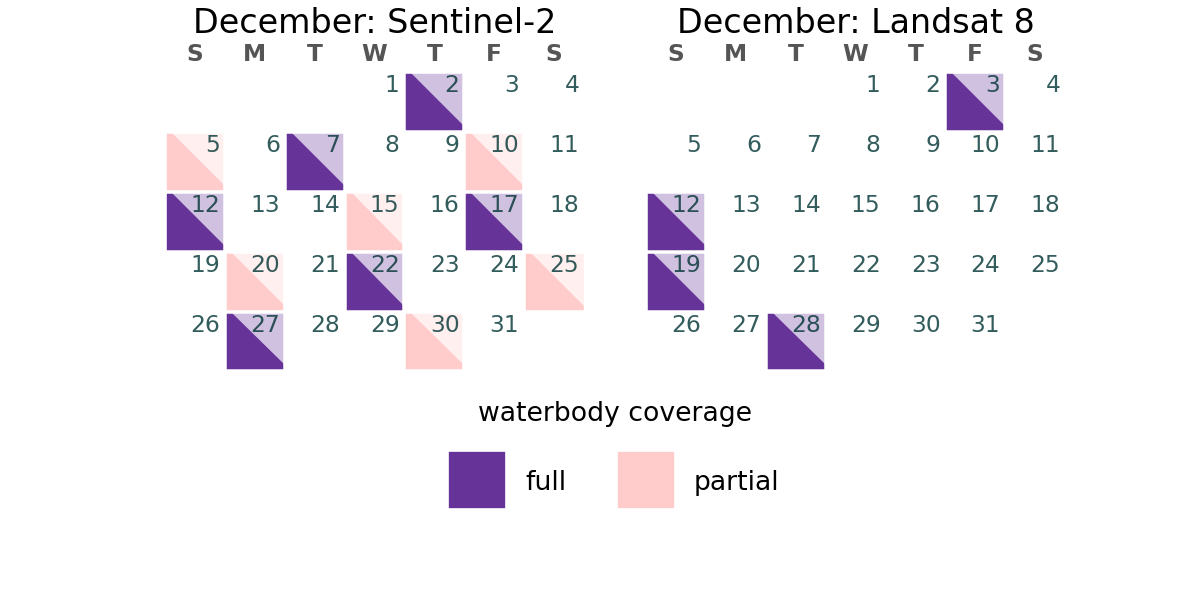 December: Sentinel-2
S M T W T F S
1 2 3 4
5 6 7 8 9 10 11
12 13 14 15 16 17 18
19 20 21 22 23 24 25
26 27 28 29 30 31
December: Landsat 8
S M T W T F S
1 2 3 4
5 6 7 8 9 10 11
12 13 14 15 16 17 18
19 20 21 22 23 24 25
26 27 28 29 30 31
waterbody coverage
full partial